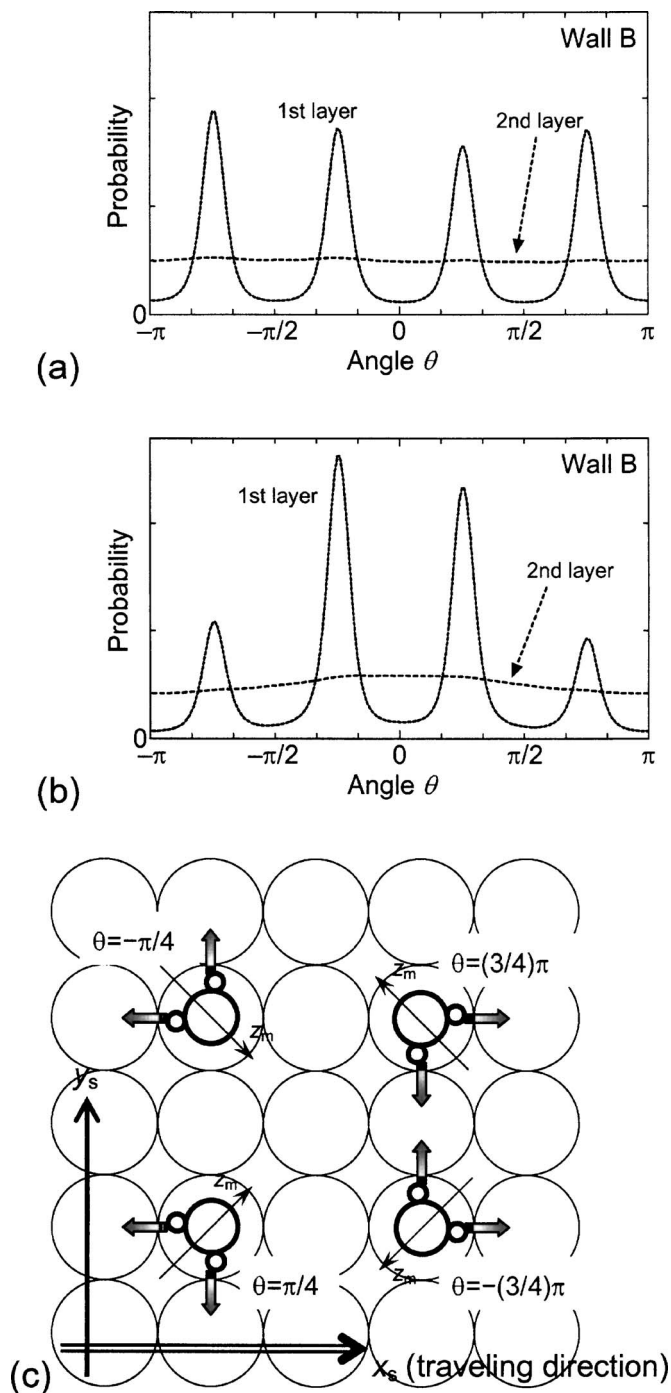 Wall B
1st layer
2nd layer
Probability
0
−π
−π/2
0
π/2
π
Angle θ
(a)
Wall B
1st layer
2nd layer
Probability
0
−π
−π/2
0
π/2
π
Angle θ
(b)
θ=−π/4
zm
θ=(3/4)π
zm
ys
zm
θ=π/4
zm
θ=−(3/4)π
xs (traveling direction)
(c)